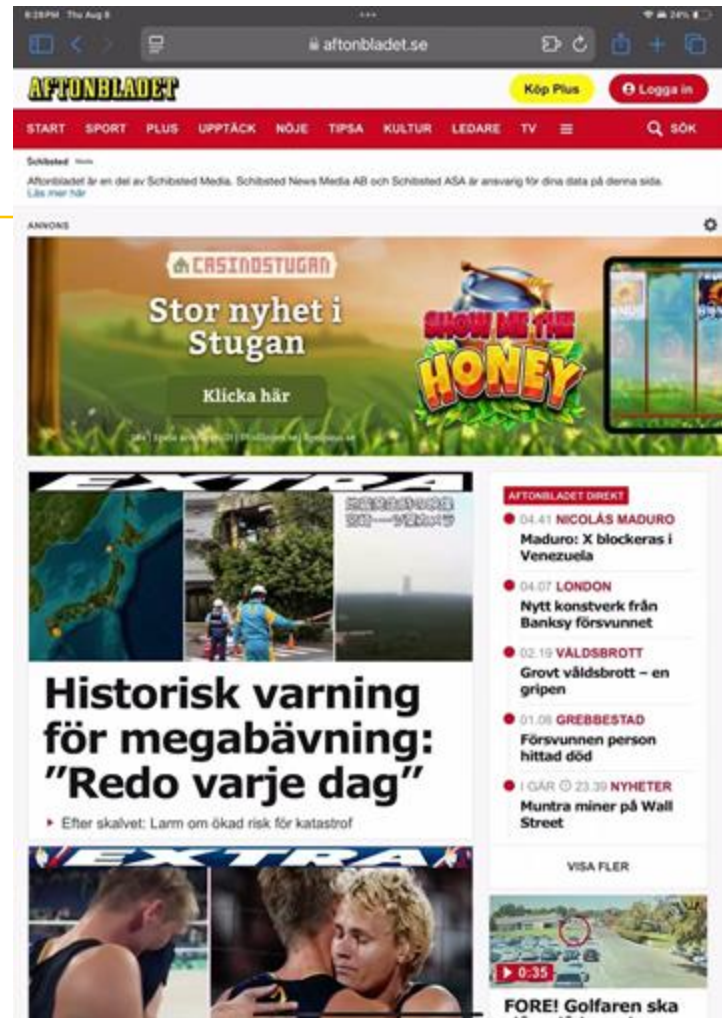 8:28 PM Thu Aug 8
24%
aftonbladet.se
AFTONBLADET
Köp Plus
Logga in
START SPORT PLUS UPPTÄCK NÖJE TIPSA KULTUR LEDARE TV
SÖK
Schibsted
Aftonbladet är en del av Schibsted Media. Schibsted News Media AB och Schibsted ASA är ansvarig för dina data på denna sida.
Läs mer här
ANNONS
CASINOSTUGAN
Stor nyhet i
Stugan
Klicka här
SHOW ME THE
HONEY
EXTRA
Historisk varning
för megabävning:
”Redo varje dag”
Efter skalvet: Larm om ökad risk för katastrof
EXTRA
AFTONBLADET DIREKT
04.41 NICOLÁS MADURO
Maduro: X blockeras i
Venezuela
04.07 LONDON
Nytt konstverk från
Banksy försvunnet
02.19 VÅLDSBROTT
Grovt våldsbrott – en
gripen
01.08 GREBBESTAD
Försvunnen person
hittad död
I GÅR 23.39 NYHETER
Muntra miner på Wall
Street
VISA FLER
0:35
FORE! Golfaren ska